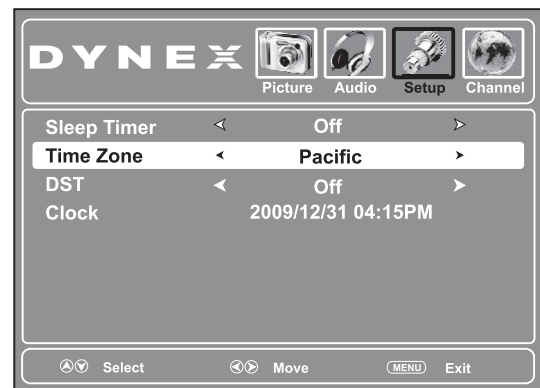 DYNEX
Picture Audio Setup Channel
Sleep Timer Off
Time Zone Pacific
DST Off
Clock 2009/12/31 04:15PM
Select Move MENU Exit